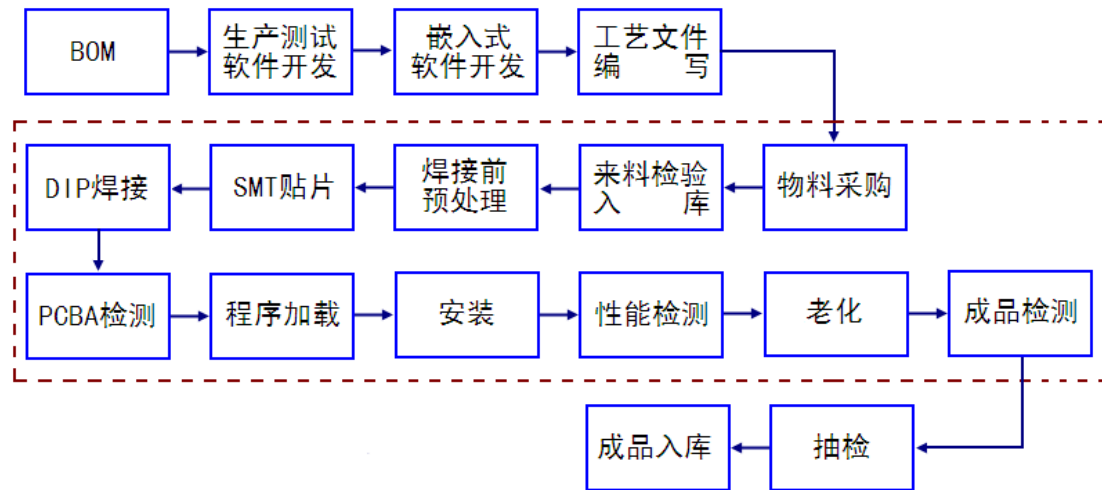 BOM
生产测试
软件开发
嵌入式
软件开发
工艺文件
编 写
DIP焊接
SMT贴片
焊接前
预处理
来料检验
入 库
物料采购
PCBA检测
程序加载
安装
性能检测
老化
成品检测
成品入库
抽检